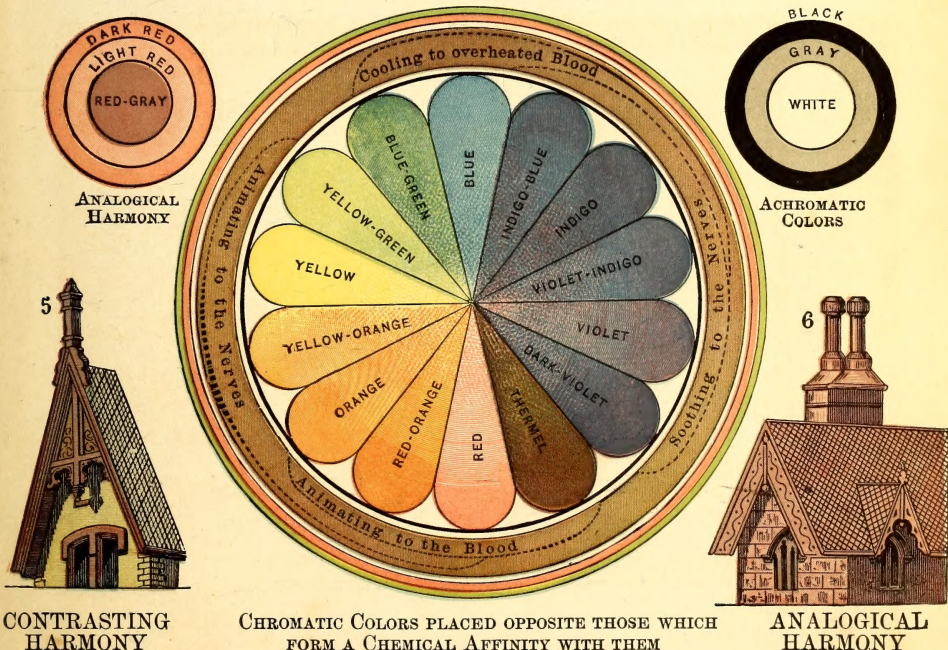 DARK RED
LIGHT RED
RED-GRAY
ANALOGICAL
HARMONY
Cooling to overheated Blood
Soothing to the Nerves
Animating to the Blood
Animating to the Nerves
BLUE
INDIGO-BLUE
INDIGO
VIOLET-INDIGO
VIOLET
DARK-VIOLET
THERMEL
RED
RED-ORANGE
ORANGE
YELLOW-ORANGE
YELLOW
YELLOW-GREEN
BLUE-GREEN
BLACK
GRAY
WHITE
ACHROMATIC
COLORS
5
6
CONTRASTING
HARMONY
CHROMATIC COLORS PLACED OPPOSITE THOSE WHICH
FORM A CHEMICAL AFFINITY WITH THEM
ANALOGICAL
HARMONY